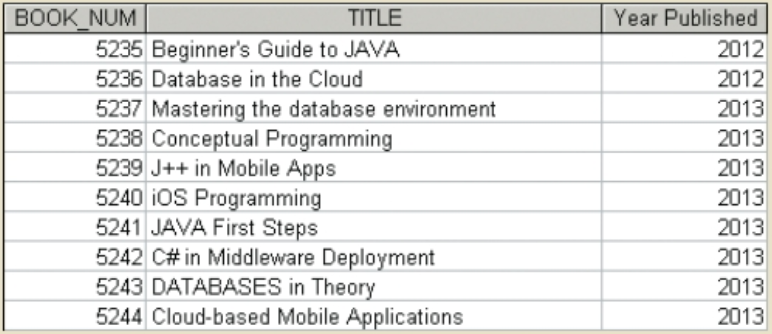 BOOK_NUM TITLE Year Published
5235 Beginner's Guide to JAVA 2012
5236 Database in the Cloud 2012
5237 Mastering the database environment 2013
5238 Conceptual Programming 2013
5239 J++ in Mobile Apps 2013
5240 iOS Programming 2013
5241 JAVA First Steps 2013
5242 C# in Middleware Deployment 2013
5243 DATABASES in Theory 2013
5244 Cloud-based Mobile Applications 2013